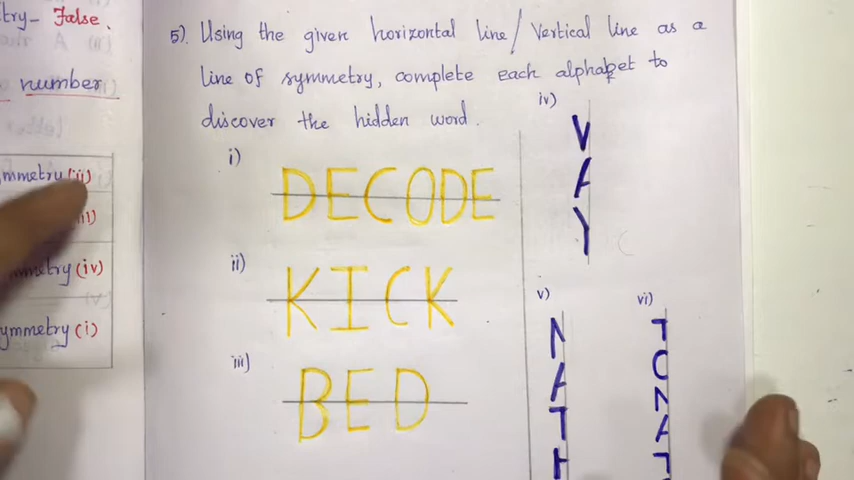 try- False.
number
mmetry (ii)
iii)
mmetry (iv)
ymmetry (i)
5). Using the given horizontal line/ Vertical line as a
line of symmetry, complete each alphabet to
discover the hidden word.
i)
DECODE
ii)
KICK
iii)
BED
iv)
V
A
Y
v)
vi)